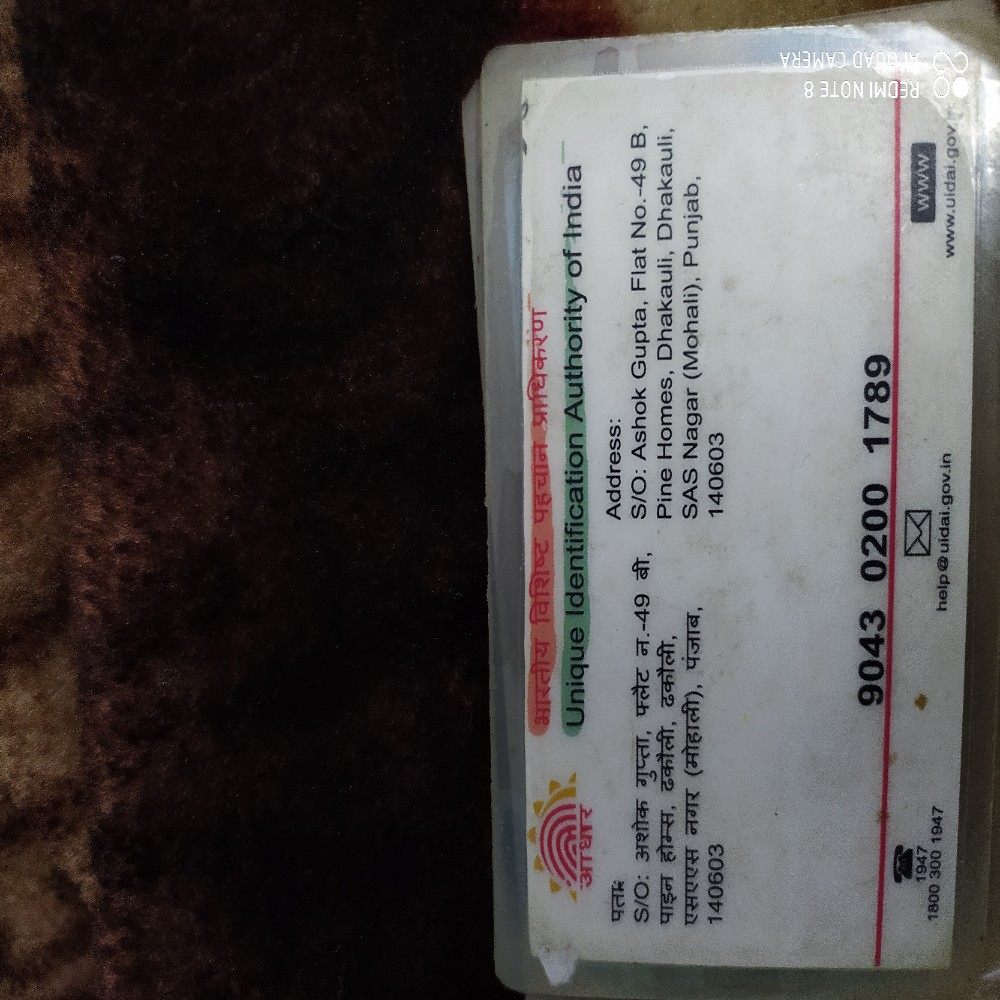 भारतीय विशिष्ट पहचान प्राधिकरण
Unique Identification Authority of India
आधार
पता:
S/O: अशोक गुप्ता, फ्लैट न.-49 बी,
पाइन होम्स, ढकौली, ढकौली,
एसएएस नगर (मोहाली), पंजाब,
140603
Address:
S/O: Ashok Gupta, Flat No.-49 B,
Pine Homes, Dhakauli, Dhakauli,
SAS Nagar (Mohali), Punjab,
140603
9043 0200 1789
1947
1800 300 1947
help@uidai.gov.in
www
www.uidai.gov.in
REDMI NOTE 8
AI QUAD CAMERA